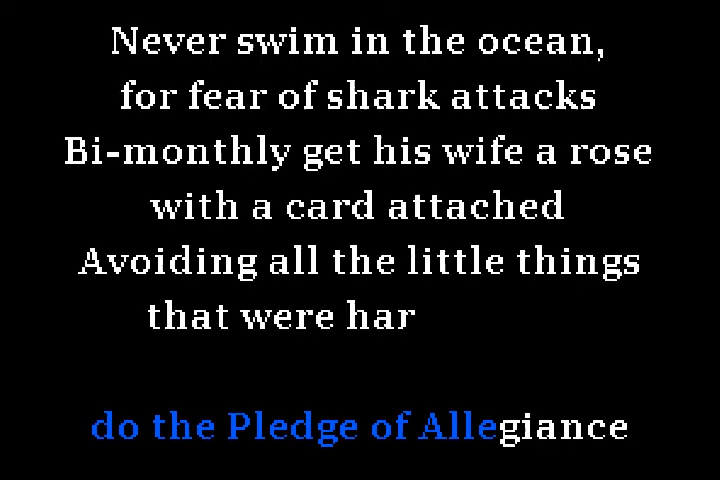 Never swim in the ocean,
for fear of shark attacks
Bi-monthly get his wife a rose
with a card attached
Avoiding all the little things
that were har
do the Pledge of Allegiance